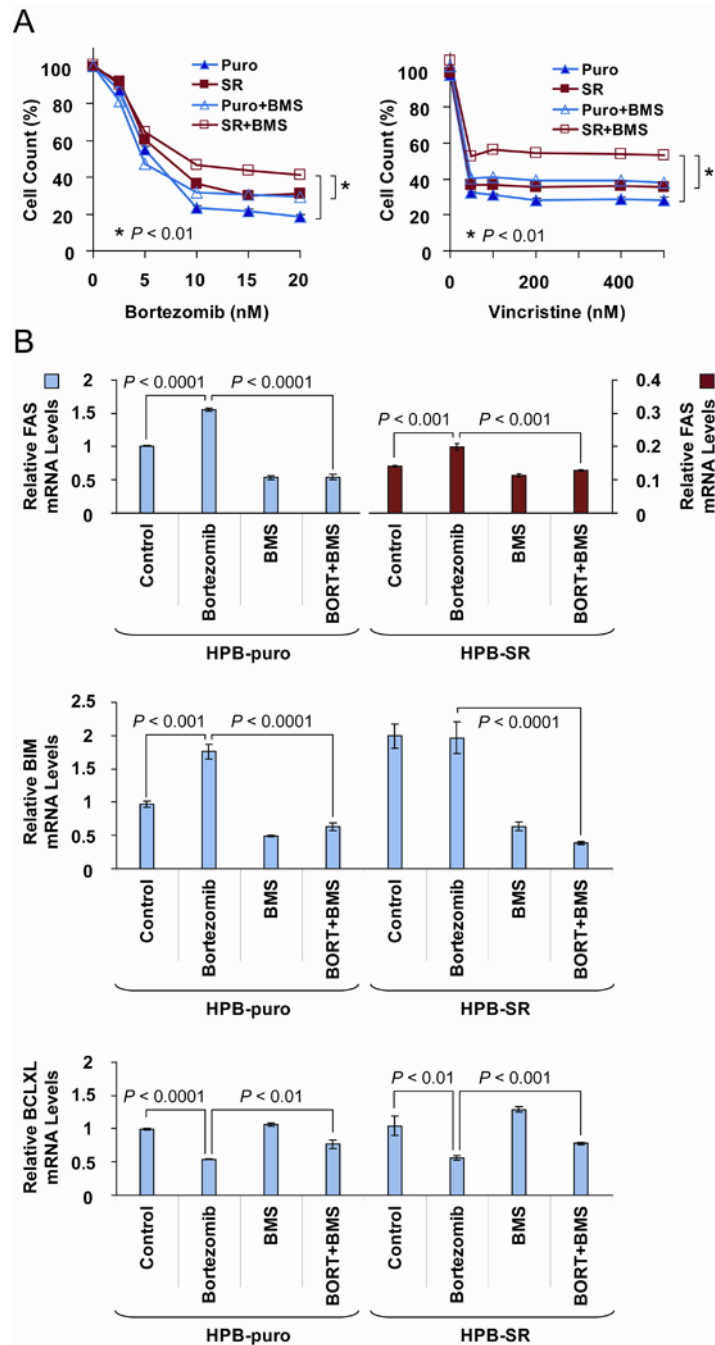 A
Cell Count (%)
100
80
60
40
20
0
Puro
SR
Puro+BMS
SR+BMS
*
* P < 0.01
0 5 10 15 20
Bortezomib (nM)
Cell Count (%)
100
80
60
40
20
0
Puro
SR
Puro+BMS
SR+BMS
*
* P < 0.01
0 200 400
Vincristine (nM)
B
Relative FAS
mRNA Levels
2
1.5
1
0.5
0
P < 0.0001
P < 0.0001
P < 0.001
P < 0.001
0.4
0.3
0.2
0.1
0
Relative FAS
mRNA Levels
Control
Bortezomib
BMS
BORT+BMS
Control
Bortezomib
BMS
BORT+BMS
HPB-puro
HPB-SR
Relative BIM
mRNA Levels
2.5
2
1.5
1
0.5
0
P < 0.001
P < 0.0001
P < 0.0001
Control
Bortezomib
BMS
BORT+BMS
Control
Bortezomib
BMS
BORT+BMS
HPB-puro
HPB-SR
Relative BCLXL
mRNA Levels
2
1.5
1
0.5
0
P < 0.0001
P < 0.01
P < 0.01
P < 0.001
Control
Bortezomib
BMS
BORT+BMS
Control
Bortezomib
BMS
BORT+BMS
HPB-puro
HPB-SR